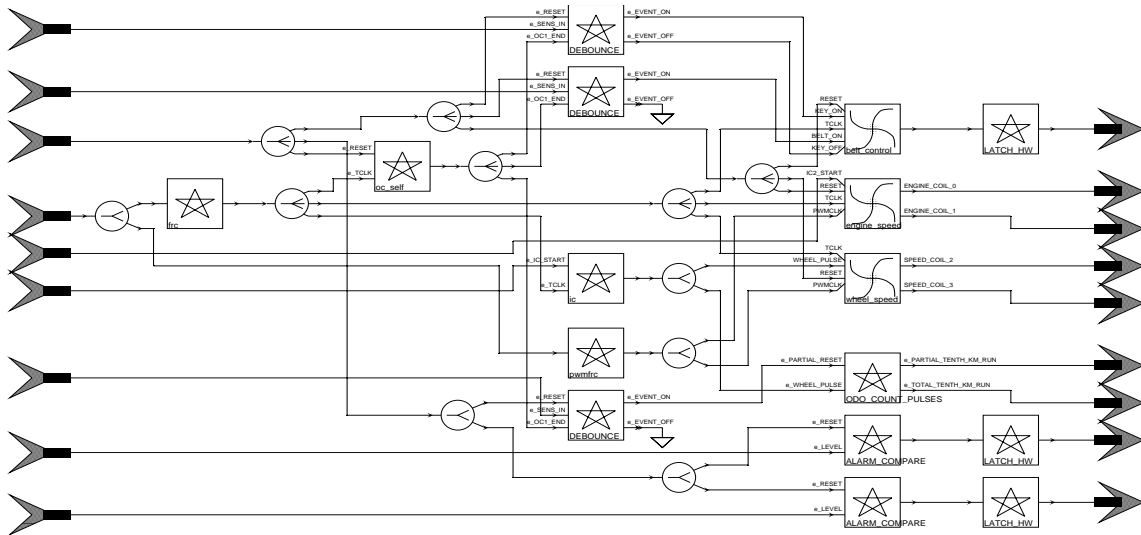 e_RESET
e_EVENT_ON
e_SENS_IN
e_OC1_END
e_EVENT_OFF
DEBOUNCE
e_RESET
e_EVENT_ON
e_SENS_IN
e_OC1_END
e_EVENT_OFF
DEBOUNCE
RESET
KEY_ON
TCLK
BELT_ON
KEY_OFF
belt_control
LATCH_HW
e_RESET
e_TCLK
oc_self
frc
IC2_START
RESET
TCLK
PWMCLK
engine_speed
ENGINE_COIL_0
ENGINE_COIL_1
e_IC_START
e_TCLK
ic
TCLK
WHEEL_PULSE
RESET
PWMCLK
wheel_speed
SPEED_COIL_2
SPEED_COIL_3
pwmfrc
e_PARTIAL_RESET
e_WHEEL_PULSE
ODO_COUNT_PULSES
e_PARTIAL_TENTH_KM_RUN
e_TOTAL_TENTH_KM_RUN
e_RESET
e_EVENT_ON
e_SENS_IN
e_OC1_END
e_EVENT_OFF
DEBOUNCE
e_RESET
e_LEVEL
ALARM_COMPARE
LATCH_HW
e_RESET
e_LEVEL
ALARM_COMPARE
LATCH_HW